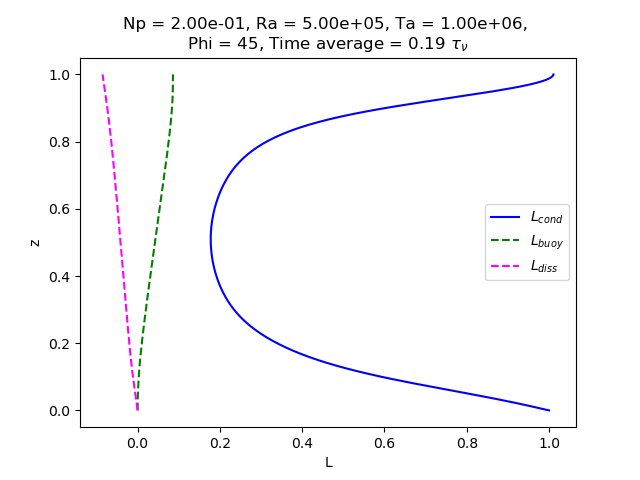 Np = 2.00e-01, Ra = 5.00e+05, Ta = 1.00e+06,
Phi = 45, Time average = 0.19 τ_ν
1.0
0.8
0.6
0.4
0.2
0.0
z
L_cond
L_buoy
L_diss
0.0 0.2 0.4 0.6 0.8 1.0
L